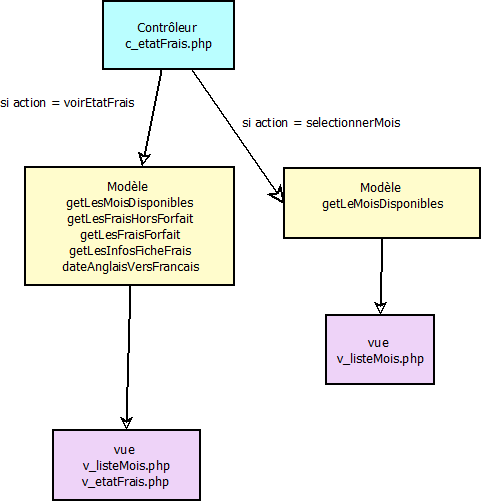 Contrôleur
c_etatFrais.php
si action = voirEtatFrais
si action = selectionnerMois
Modèle
getLesMoisDisponibles
getLesFraisHorsForfait
getLesFraisForfait
getLesInfosFicheFrais
dateAnglaisVersFrancais
Modèle
getLeMoisDisponibles
vue
v_listeMois.php
vue
v_listeMois.php
v_etatFrais.php